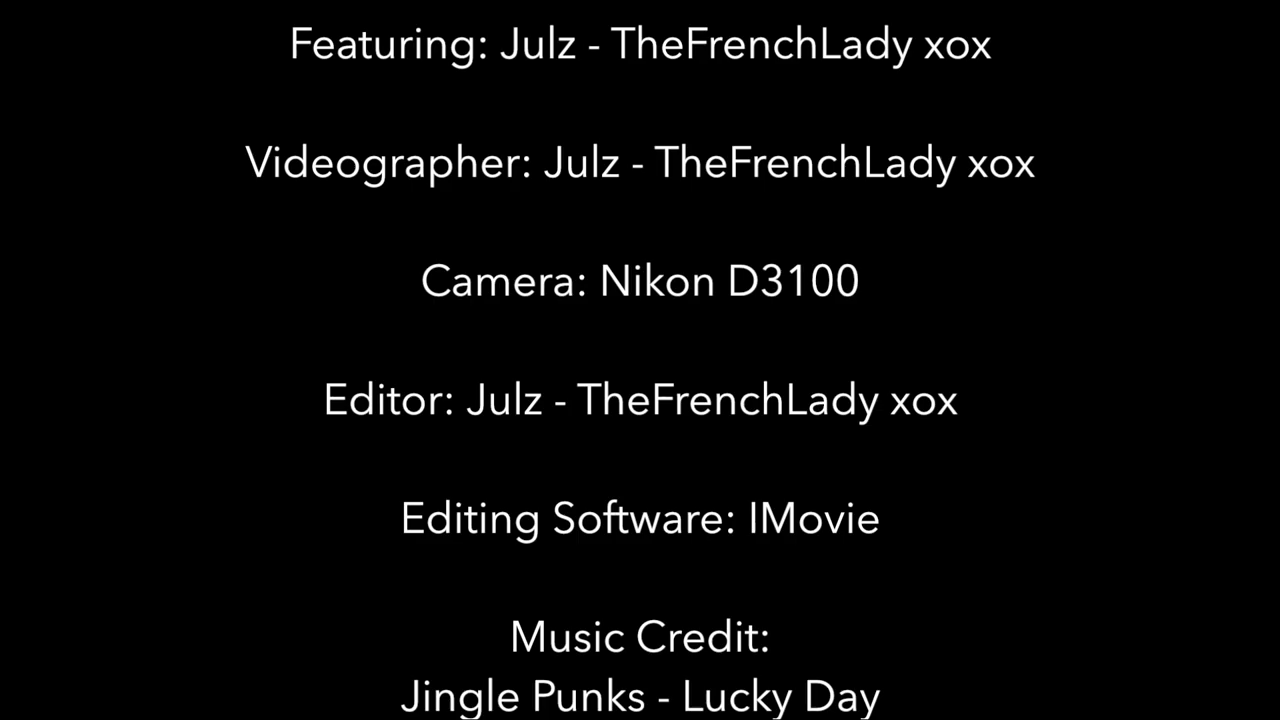 Featuring: Julz - TheFrenchLady xox
Videographer: Julz - TheFrenchLady xox
Camera: Nikon D3100
Editor: Julz - TheFrenchLady xox
Editing Software: IMovie
Music Credit:
Jingle Punks - Lucky Day